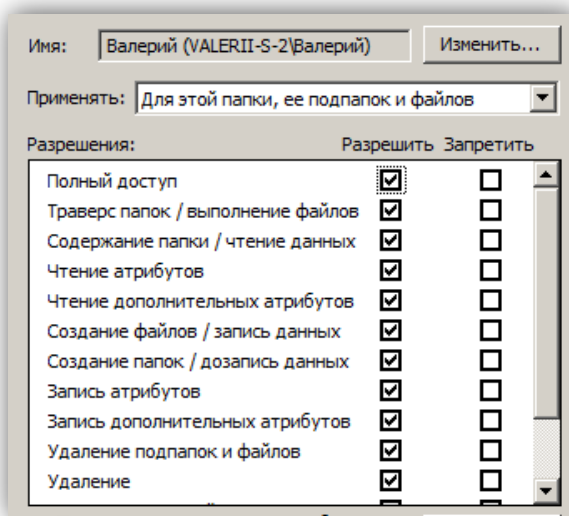 Имя: Валерий (VALERII-S-2\Валерий) Изменить...
Применять: Для этой папки, ее подпапок и файлов
Разрешения: Разрешить Запретить
Полный доступ
Траверс папок / выполнение файлов
Содержание папки / чтение данных
Чтение атрибутов
Чтение дополнительных атрибутов
Создание файлов / запись данных
Создание папок / дозапись данных
Запись атрибутов
Запись дополнительных атрибутов
Удаление подпапок и файлов
Удаление